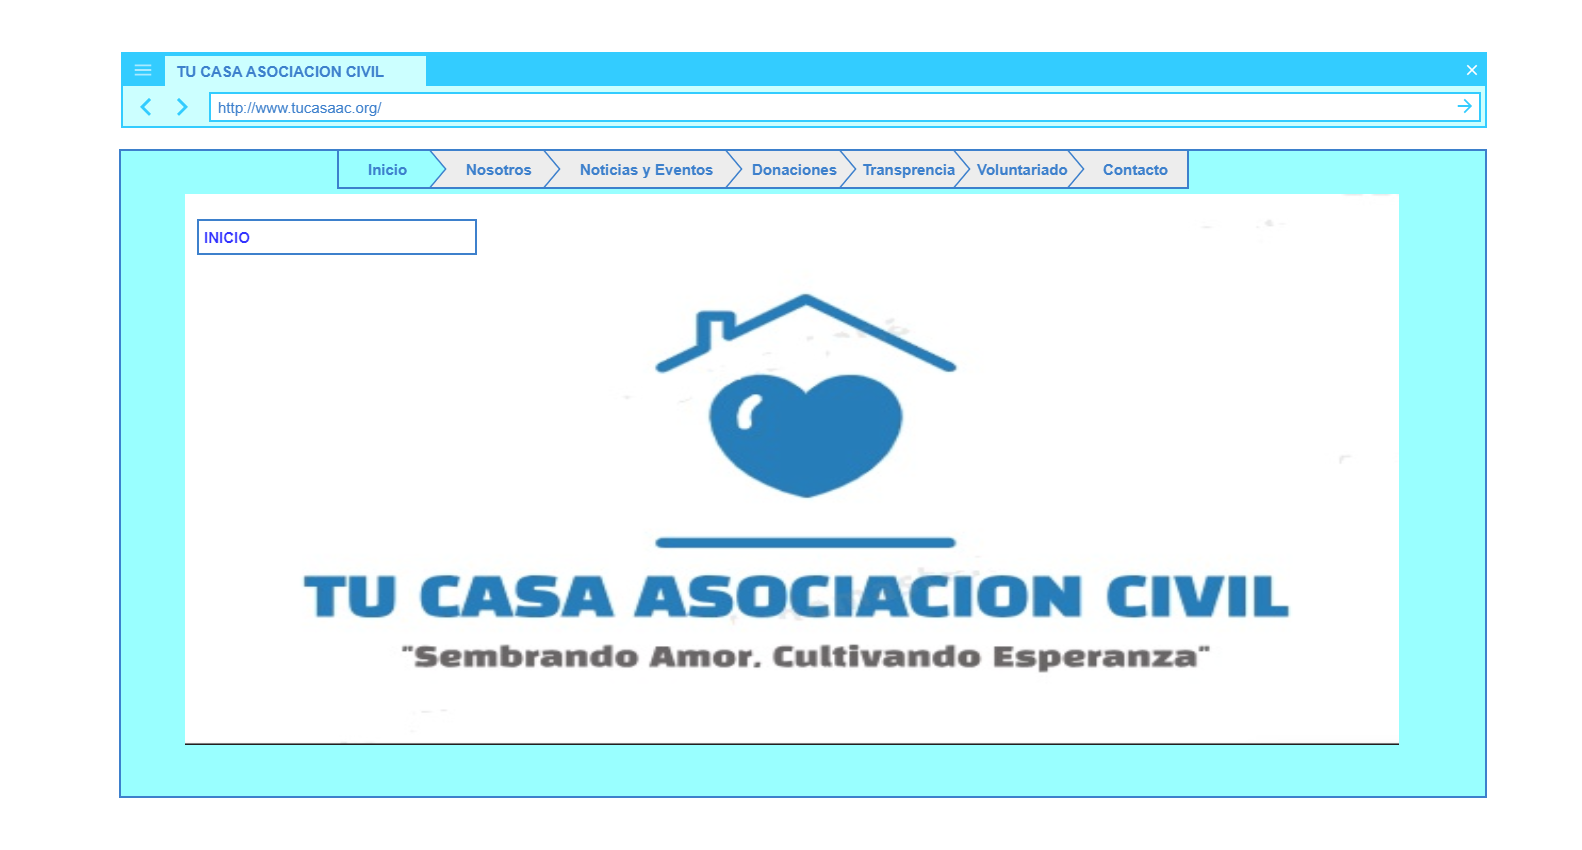 TU CASA ASOCIACION CIVIL
http://www.tucasaac.org/
Inicio Nosotros Noticias y Eventos Donaciones Transprencia Voluntariado Contacto
INICIO
TU CASA ASOCIACION CIVIL
"Sembrando Amor. Cultivando Esperanza"